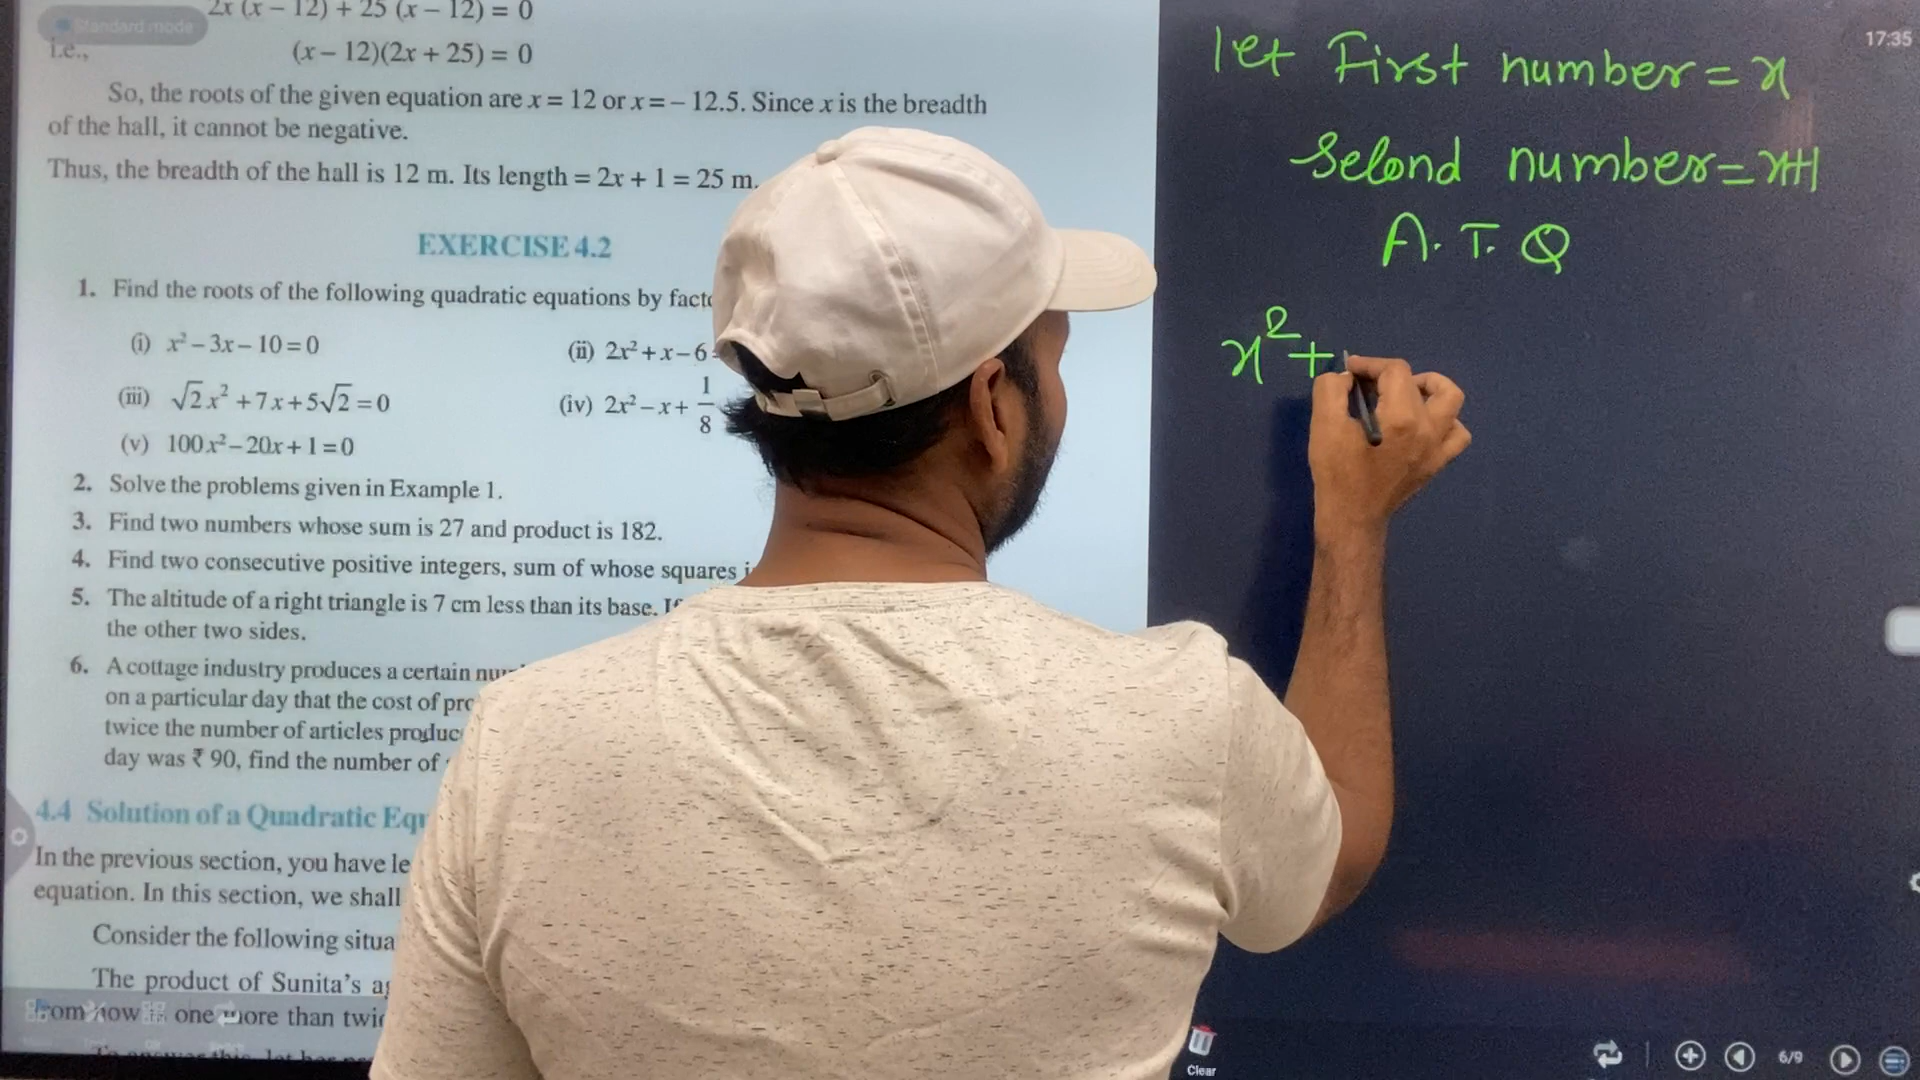 2x (x – 12) + 25 (x – 12) = 0
Standard mode
i.e., (x – 12)(2x + 25) = 0
So, the roots of the given equation are x = 12 or x = – 12.5. Since x is the breadth
of the hall, it cannot be negative.
Thus, the breadth of the hall is 12 m. Its length = 2x + 1 = 25 m.
EXERCISE 4.2
1. Find the roots of the following quadratic equations by
(i) x² – 3x – 10 = 0 (ii) 2x² + x – 6
(iii) √2 x² + 7x + 5√2 = 0 (iv) 2x² – x + 1/8
(v) 100x² – 20x + 1 = 0
2. Solve the problems given in Example 1.
3. Find two numbers whose sum is 27 and product is 182.
4. Find two consecutive positive integers, sum of whose squares
5. The altitude of a right triangle is 7 cm less than its base.
the other two sides.
6. A cottage industry produces a certain
on a particular day that the cost of
twice the number of articles
day was ₹ 90, find the number of
4.4 Solution of a Quadratic
In the previous section, you have
equation. In this section, we shall
Consider the following
The product of Sunita's
from now is one more than
17:35
let First number = x
Second number = x+1
A. T. Q
x² +
Clear
6/9